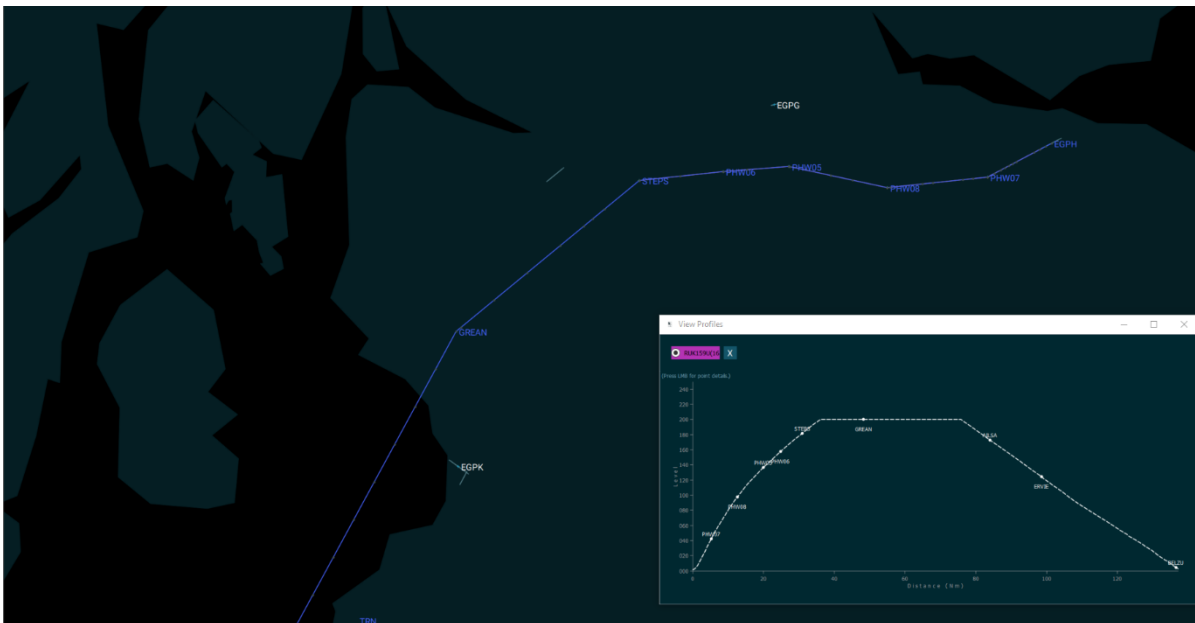 EGPG
EGPH
PHW05
PHW06
STEPS
PHW07
PHW08
GREAN
View Profiles
X
(Press LMB for point details.)
240
220
200
180
160
140
120
100
080
060
040
020
000
Level
STEPS
GREAN
PHW06
PHW08
PHW07
ERVIE
BELZU
0
20
40
60
80
100
120
Distance (Nm)
EGPK
TRN